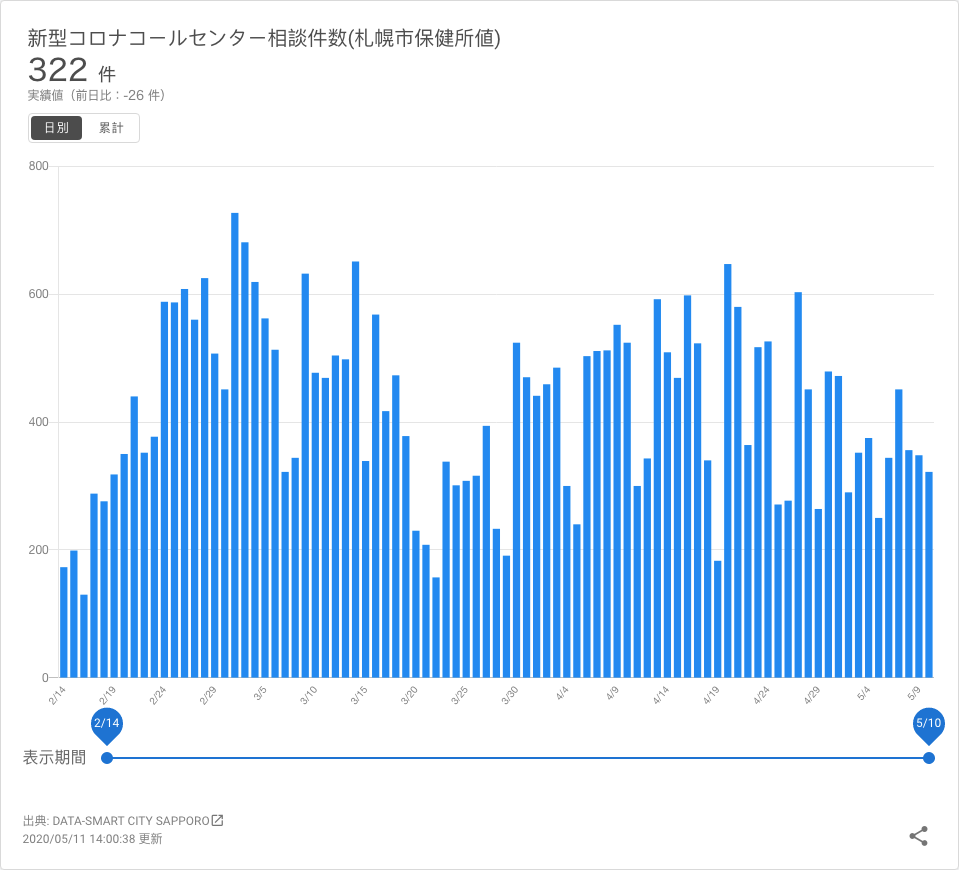 新型コロナコールセンター相談件数(札幌市保健所値)
322 件
実績値（前日比：-26 件）
日別 累計
800
600
400
200
0
2/14 2/19 2/24 2/29 3/5 3/10 3/15 3/20 3/25 3/30 4/4 4/9 4/14 4/19 4/24 4/29 5/4 5/9
2/14 5/10
表示期間
出典: DATA-SMART CITY SAPPORO
2020/05/11 14:00:38 更新